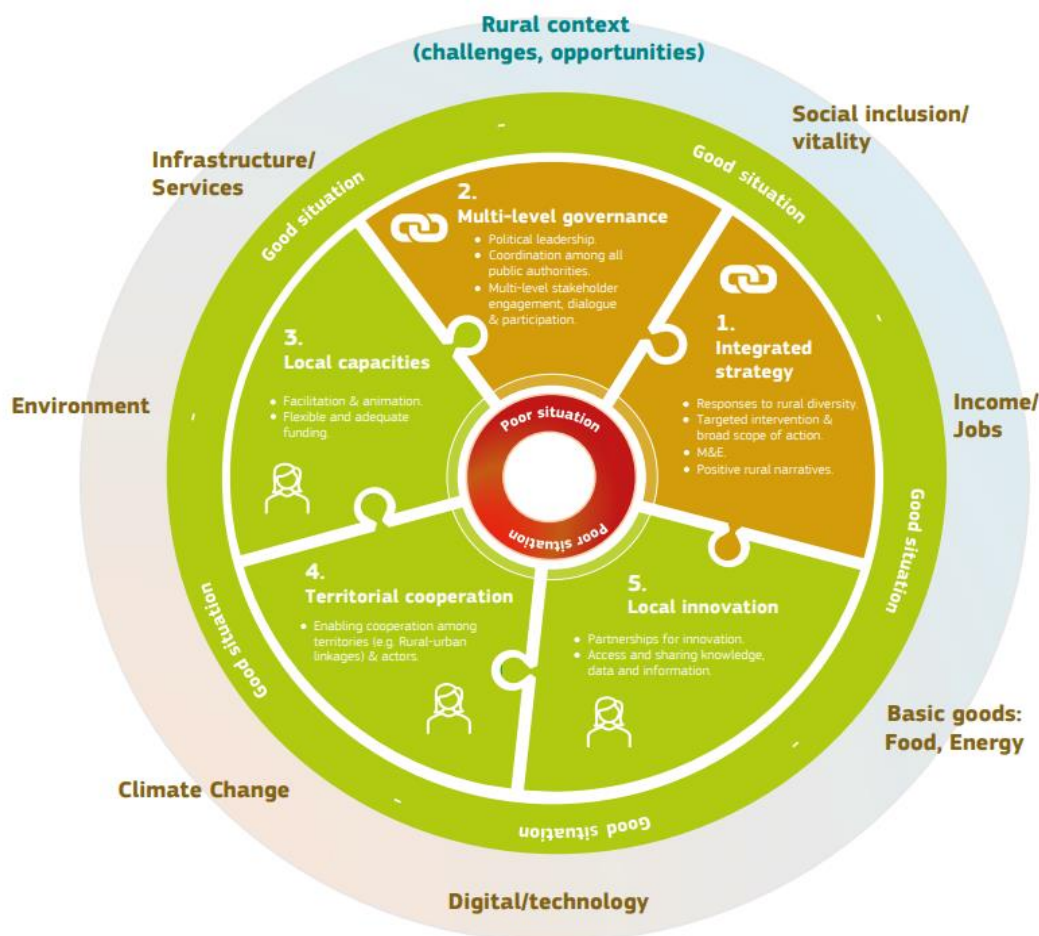 Rural context
(challenges, opportunities)
Social inclusion/
vitality
Infrastructure/
Services
Good situation
Good situation
2.
Multi-level governance
• Political leadership.
• Coordination among all
public authorities.
• Multi-level stakeholder
engagement, dialogue
& participation.
1.
Integrated
strategy
• Responses to rural diversity.
• Targeted intervention &
broad scope of action.
• M&E.
• Positive rural narratives.
3.
Local capacities
• Facilitation & animation.
• Flexible and adequate
funding.
Environment
Income/
Jobs
Poor situation
Poor situation
Good situation
Good situation
4.
Territorial cooperation
• Enabling cooperation among
territories (e.g. Rural-urban
linkages) & actors.
5.
Local innovation
• Partnerships for innovation.
• Access and sharing knowledge,
data and information.
Basic goods:
Food, Energy
Climate Change
Good situation
Digital/technology